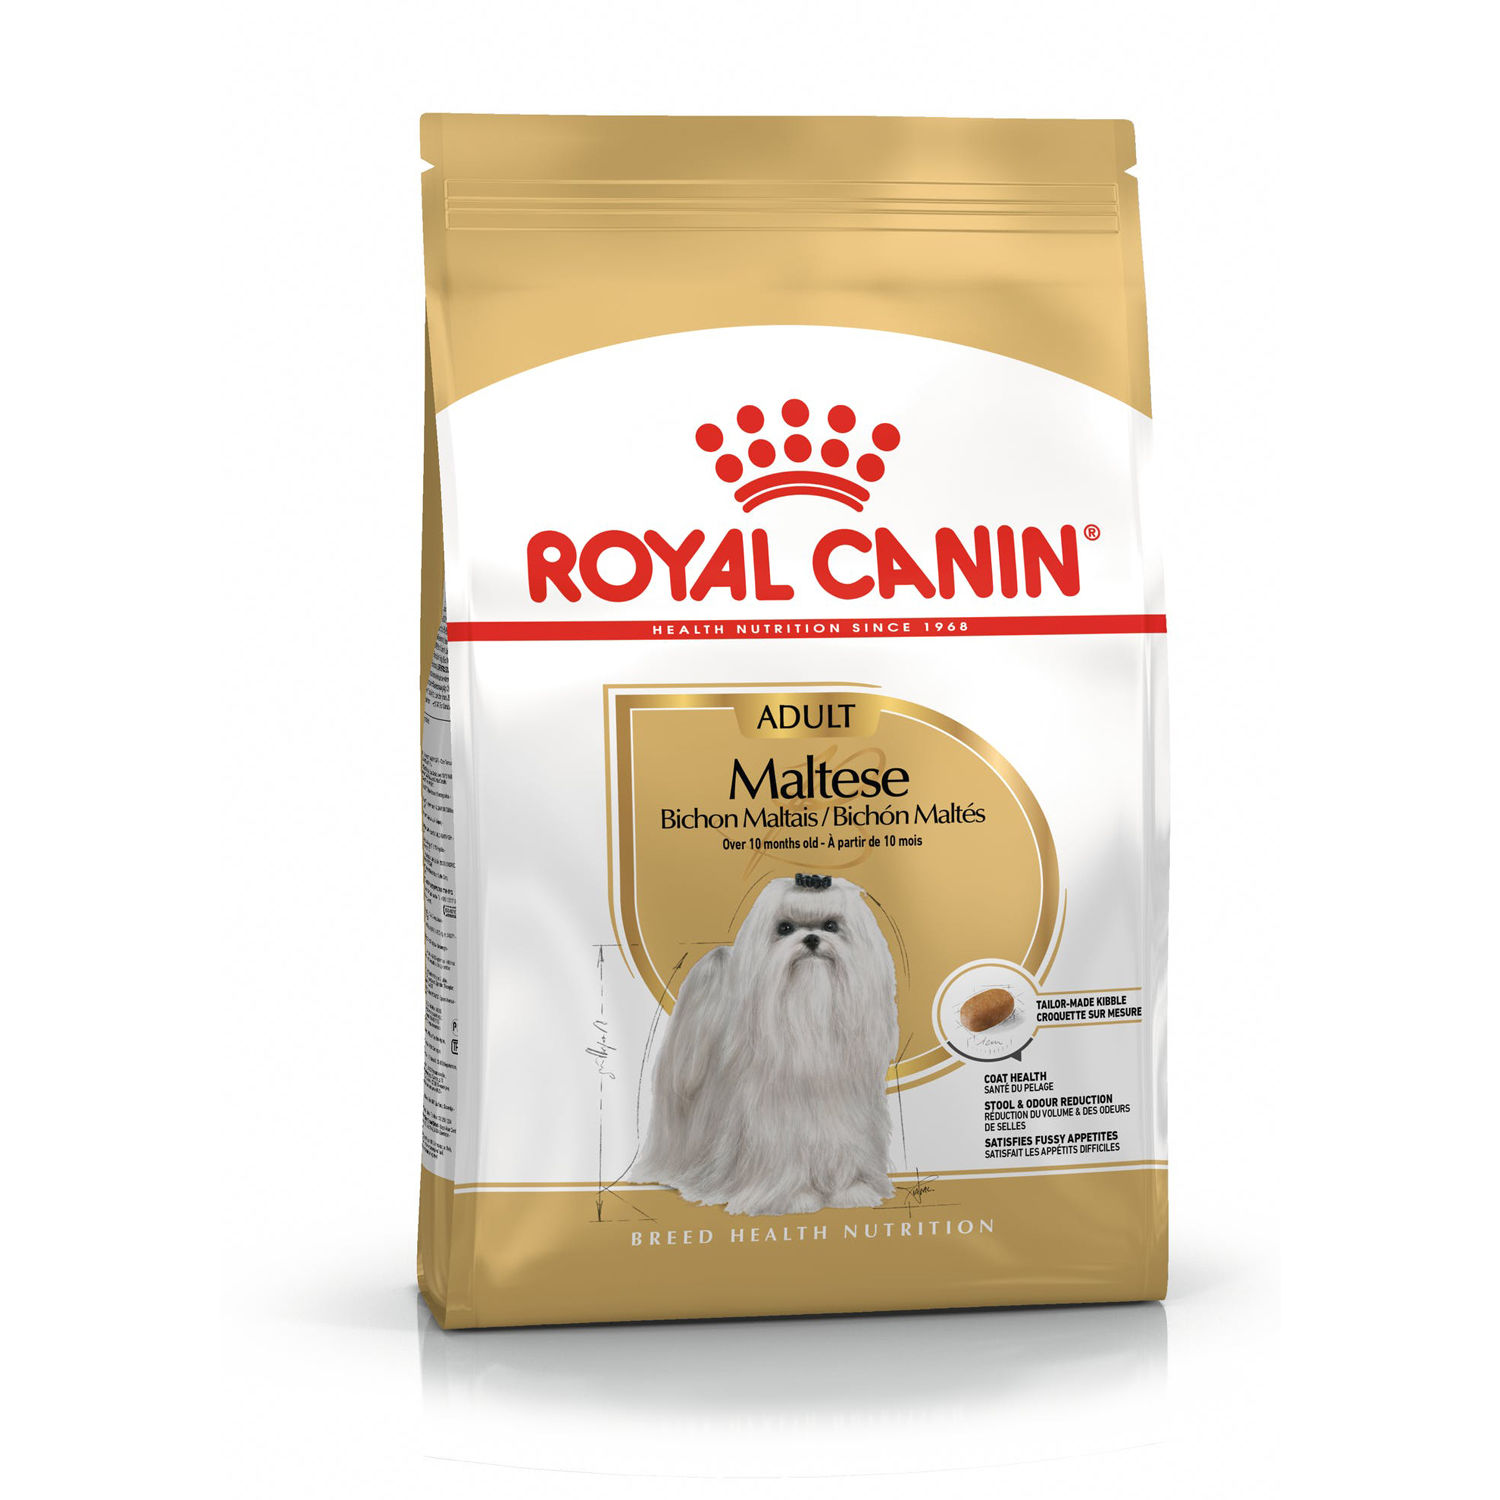 ROYAL CANIN®
HEALTH NUTRITION SINCE 1968
ADULT
Maltese
Bichon Maltais / Bichón Maltés
Over 10 months old - À partir de 10 mois
TAILOR-MADE KIBBLE
CROQUETTE SUR MESURE
1cm
COAT HEALTH
SANTÉ DU PELAGE
STOOL & ODOUR REDUCTION
RÉDUCTION DU VOLUME & DES ODEURS
DE SELLES
SATISFIES FUSSY APPETITES
SATISFAIT LES APPÉTITS DIFFICILES
BREED HEALTH NUTRITION